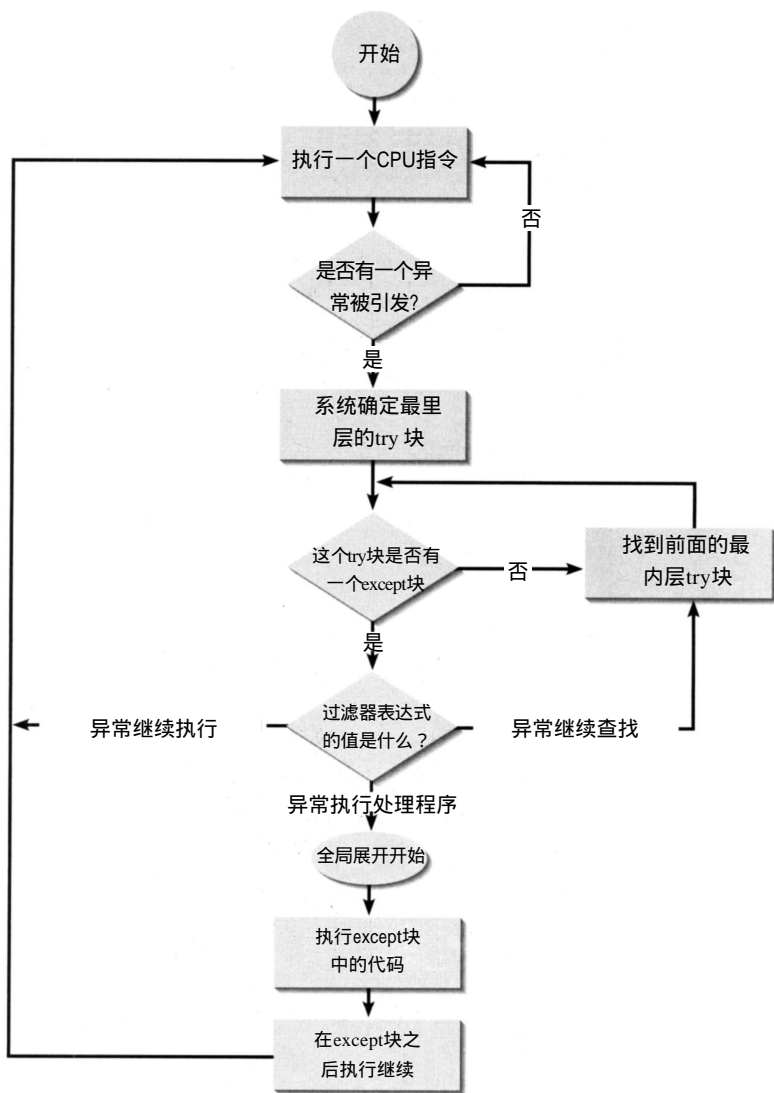 开始
执行一个CPU指令
否
是否有一个异
常被引发?
是
系统确定最里
层的try 块
这个try块是否有
一个except块
否
找到前面的最
内层try块
是
过滤器表达式
的值是什么？
异常继续执行
异常继续查找
异常执行处理程序
全局展开开始
执行except块
中的代码
在except块之
后执行继续